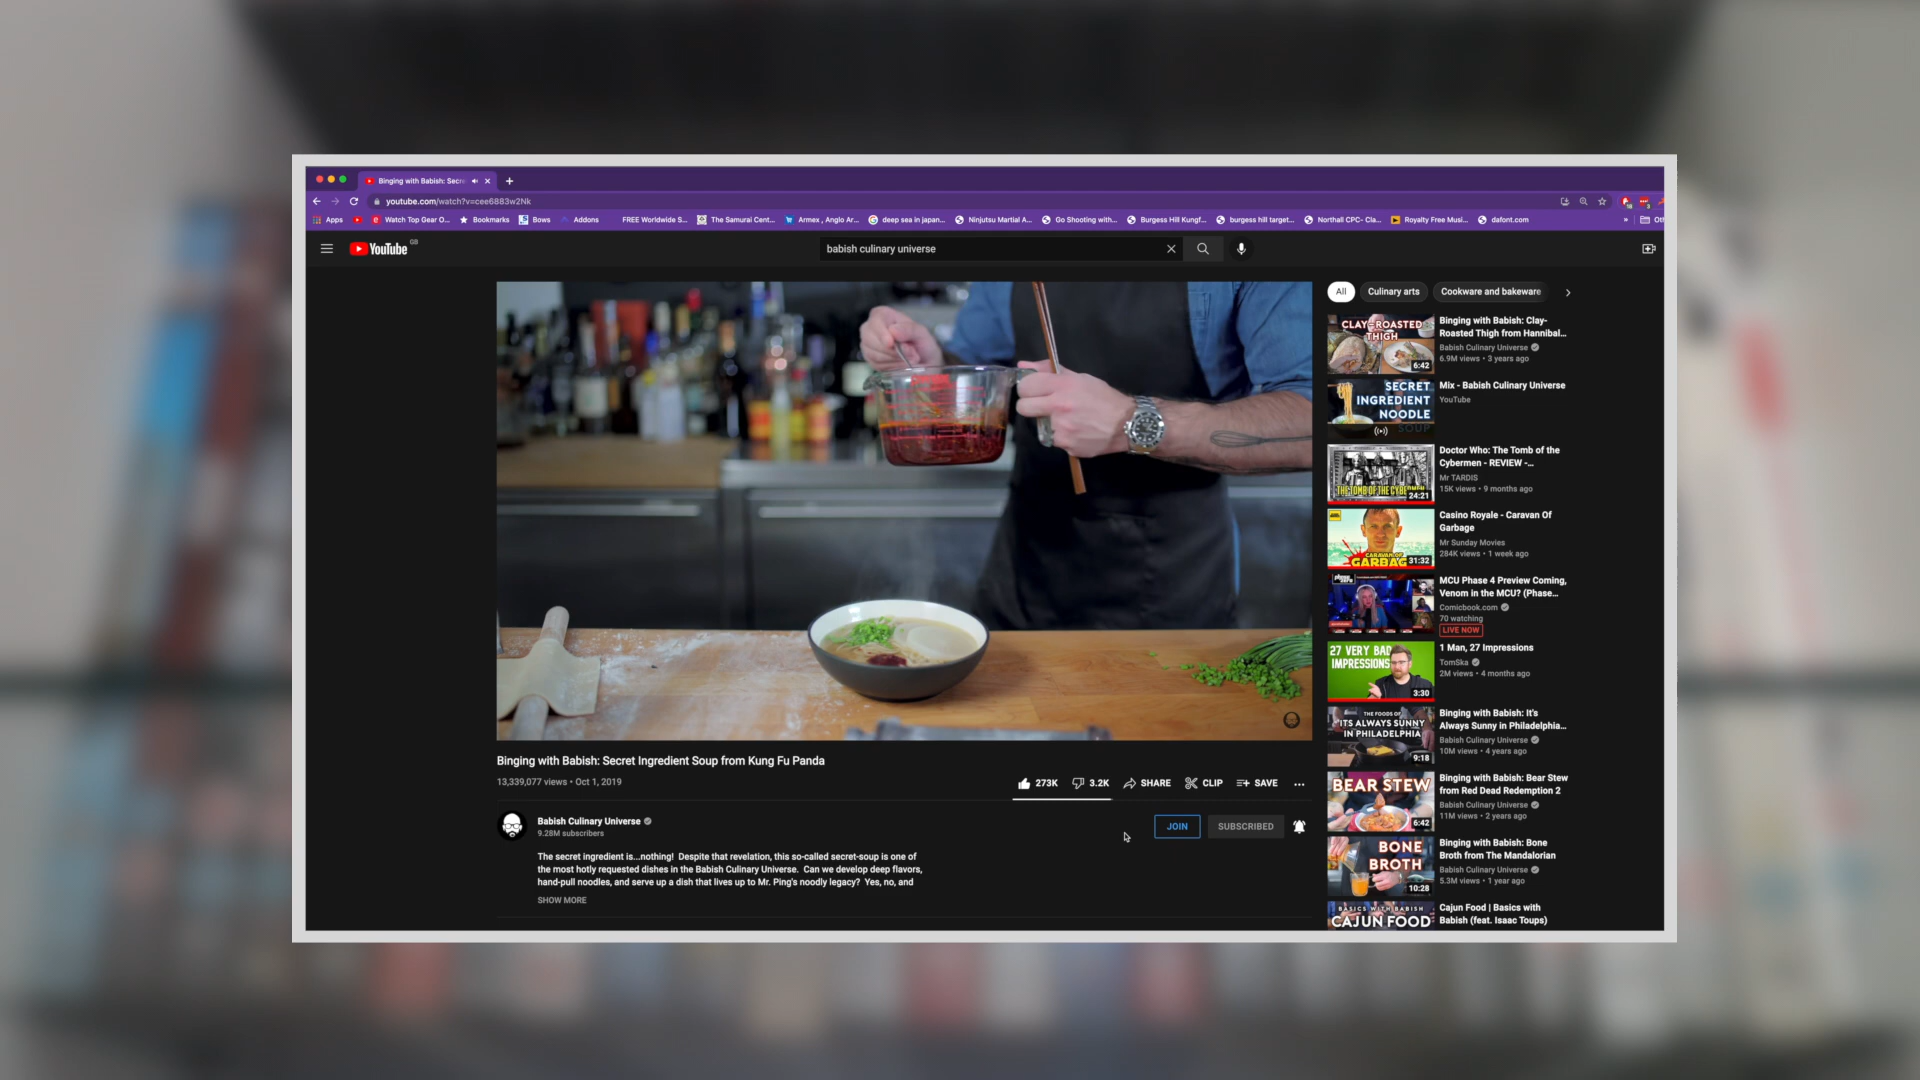 Binging with Babish: Secre
youtube.com/watch?v=cee6883w2Nk
Apps
Watch Top Gear O...
Bookmarks
Bows
Addons
FREE Worldwide S...
The Samurai Cent...
Armex , Anglo Ar...
deep sea in japan...
Ninjutsu Martial A...
Go Shooting with...
Burgess Hill Kungf...
burgess hill target...
Northall CPC- Cla...
Royalty Free Musi...
dafont.com
YouTube GB
babish culinary universe
Binging with Babish: Secret Ingredient Soup from Kung Fu Panda
13,339,077 views • Oct 1, 2019
273K
3.2K
SHARE
CLIP
SAVE
Babish Culinary Universe
9.28M subscribers
JOIN
SUBSCRIBED
The secret ingredient is...nothing! Despite that revelation, this so-called secret-soup is one of
the most hotly requested dishes in the Babish Culinary Universe. Can we develop deep flavors,
hand-pull noodles, and serve up a dish that lives up to Mr. Ping's noodly legacy? Yes, no, and
SHOW MORE
All
Culinary arts
Cookware and bakeware
CLAY-ROASTED
THIGH
6:42
Binging with Babish: Clay-
Roasted Thigh from Hannibal...
Babish Culinary Universe
6.9M views • 3 years ago
SECRET
INGREDIENT
NOODLE
SOUP
Mix - Babish Culinary Universe
YouTube
THE TOMB OF THE CYBERMEN
24:21
Doctor Who: The Tomb of the
Cybermen - REVIEW -...
Mr TARDIS
15K views • 9 months ago
CARAVAN OF
GARBAG
31:32
Casino Royale - Caravan Of
Garbage
Mr Sunday Movies
284K views • 1 week ago
MCU Phase 4 Preview Coming,
Venom in the MCU? (Phase...
Comicbook.com
70 watching
LIVE NOW
27 VERY BAD
IMPRESSIONS
3:30
1 Man, 27 Impressions
TomSka
2M views • 4 months ago
THE FOODS OF
ITS ALWAYS SUNNY
IN PHILADELPHIA
9:18
Binging with Babish: It's
Always Sunny in Philadelphia...
Babish Culinary Universe
10M views • 4 years ago
BEAR STEW
6:42
Binging with Babish: Bear Stew
from Red Dead Redemption 2
Babish Culinary Universe
11M views • 2 years ago
BONE
BROTH
10:28
Binging with Babish: Bone
Broth from The Mandalorian
Babish Culinary Universe
5.3M views • 1 year ago
BASICS WITH BABISH
CAJUN FOOD
Cajun Food | Basics with
Babish (feat. Isaac Toups)